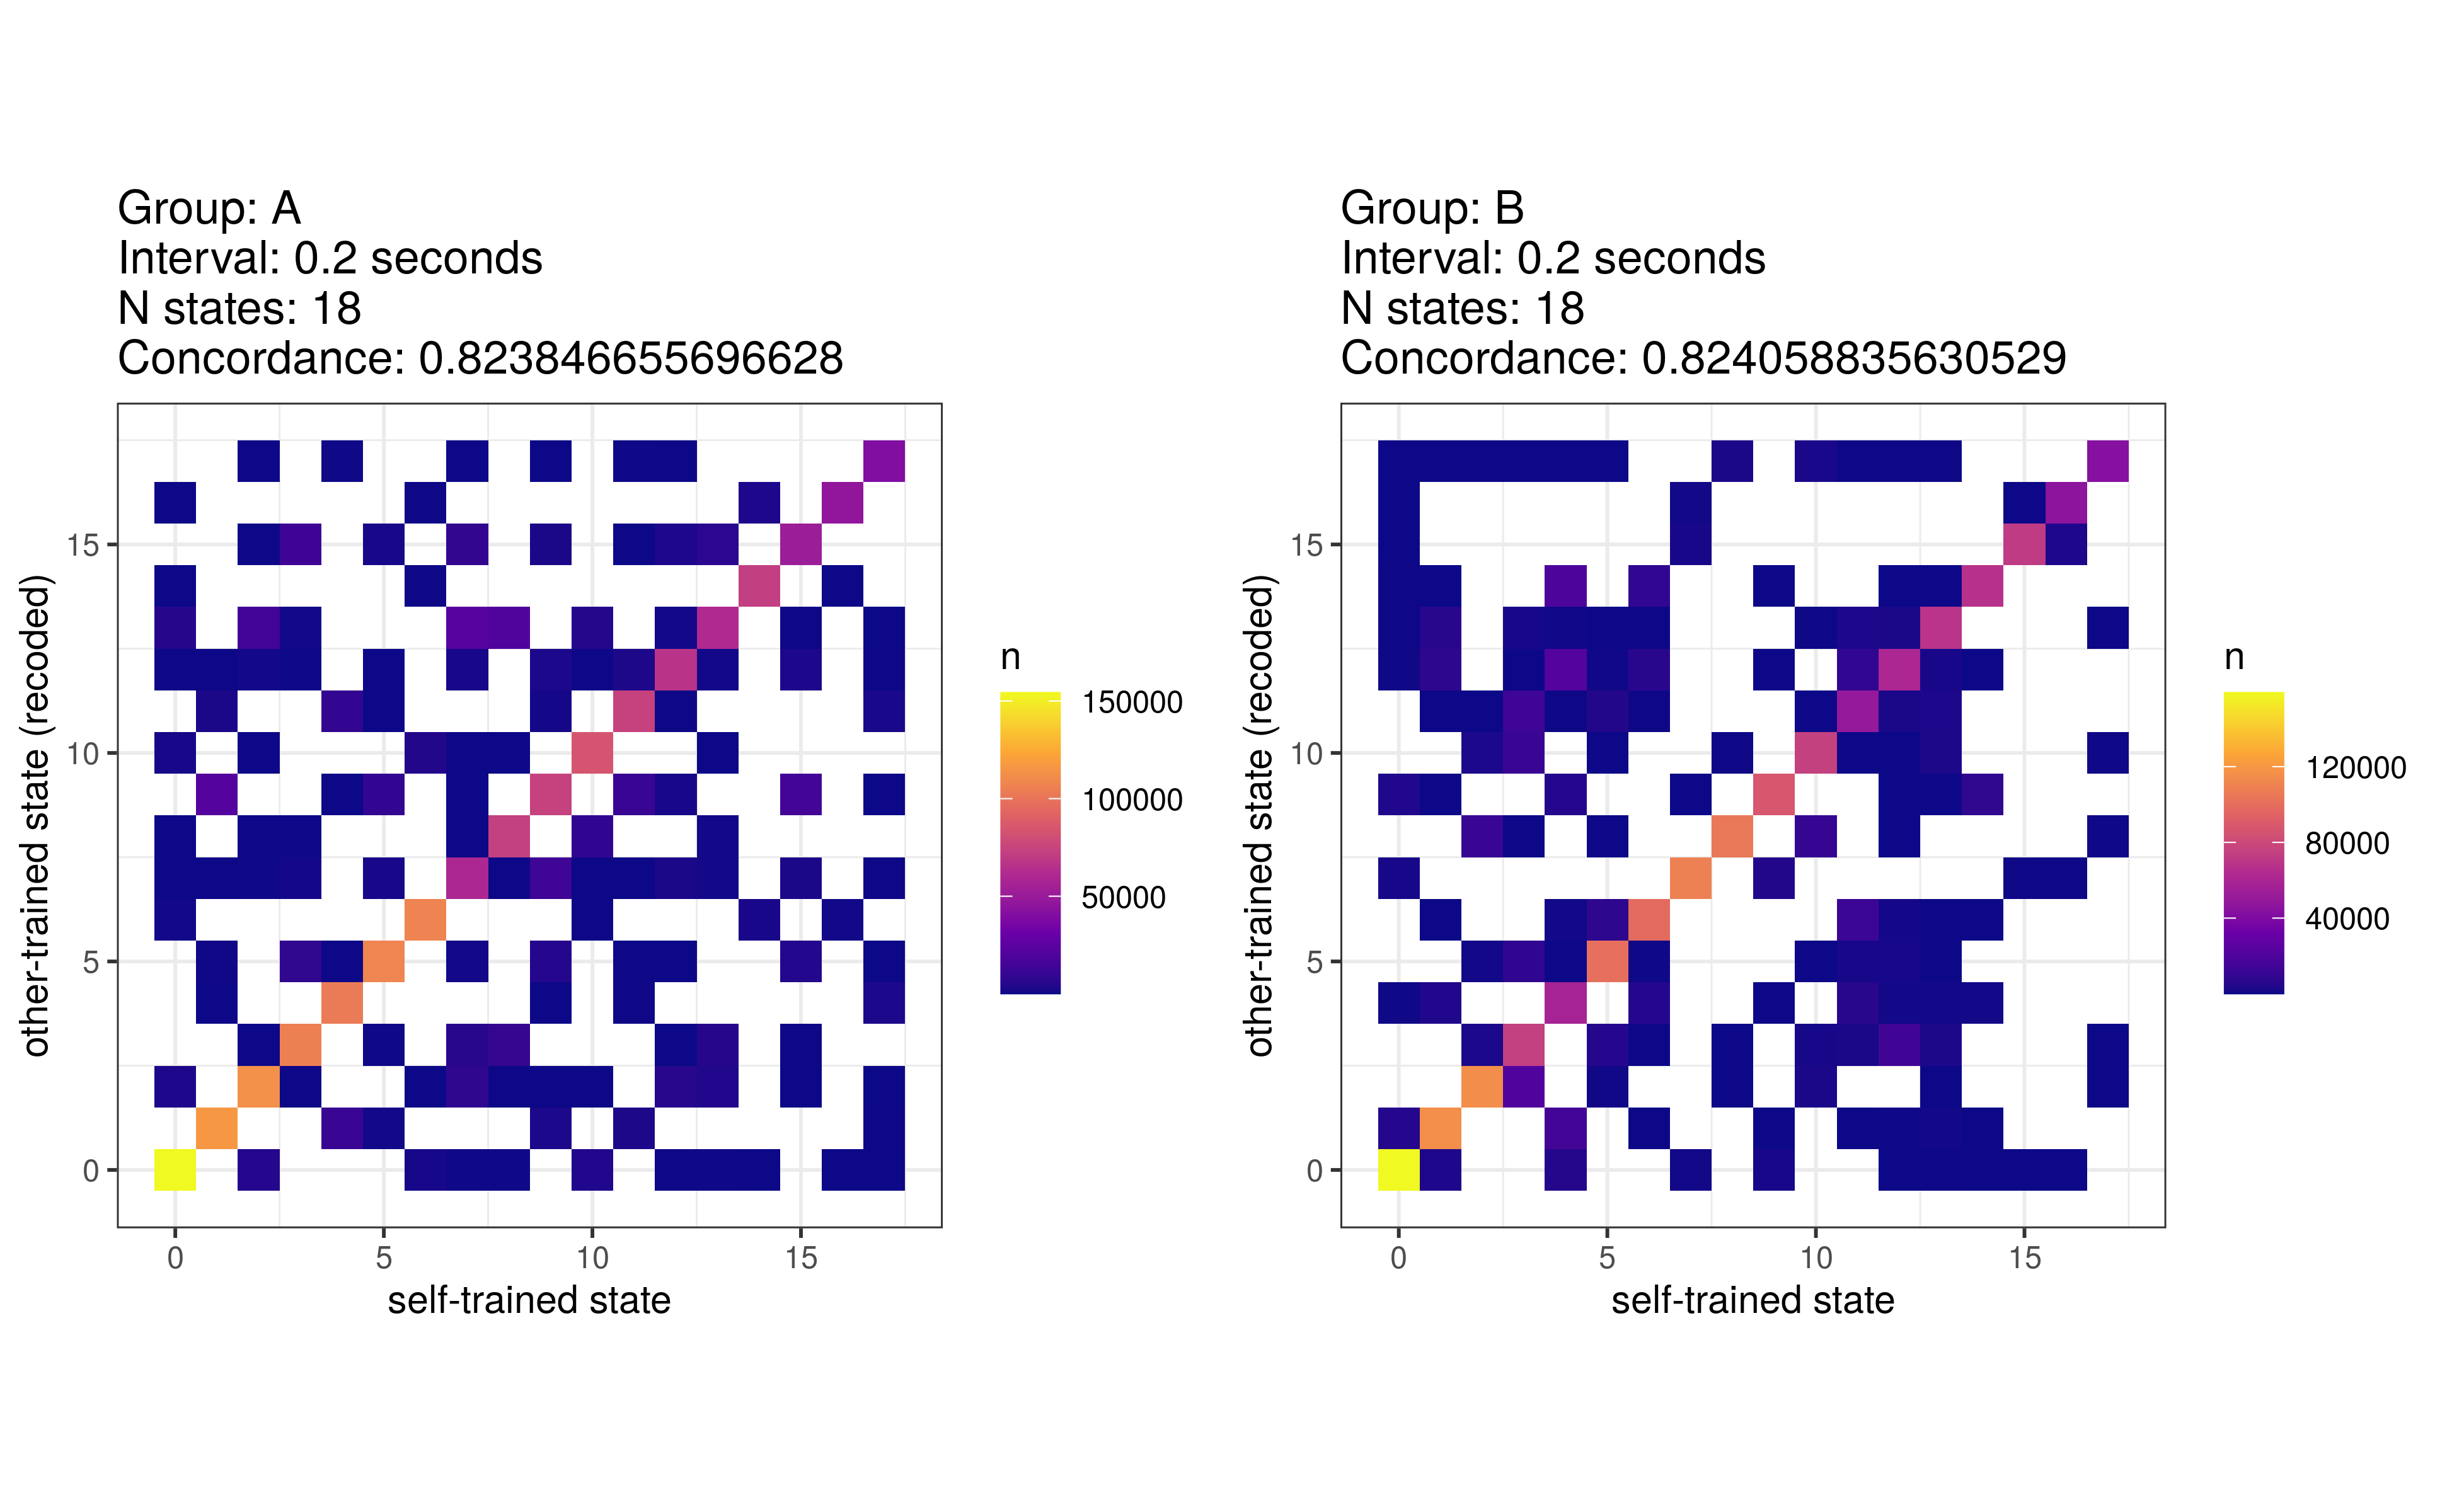 Group: A
Interval: 0.2 seconds
N states: 18
Concordance: 0.823846655696628
other-trained state (recoded)
15
10
5
0
0 5 10 15
self-trained state
n
150000
100000
50000
Group: B
Interval: 0.2 seconds
N states: 18
Concordance: 0.824058835630529
other-trained state (recoded)
15
10
5
0
0 5 10 15
self-trained state
n
120000
80000
40000